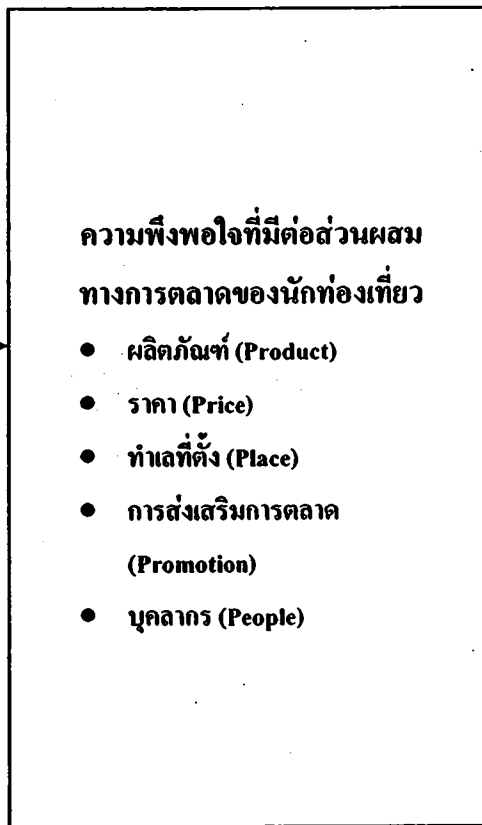 ความพึงพอใจที่มีต่อส่วนผสม
ทางการตลาดของนักท่องเที่ยว
● ผลิตภัณฑ์ (Product)
● ราคา (Price)
● ทำเลที่ตั้ง (Place)
● การส่งเสริมการตลาด
(Promotion)
● บุคลากร (People)